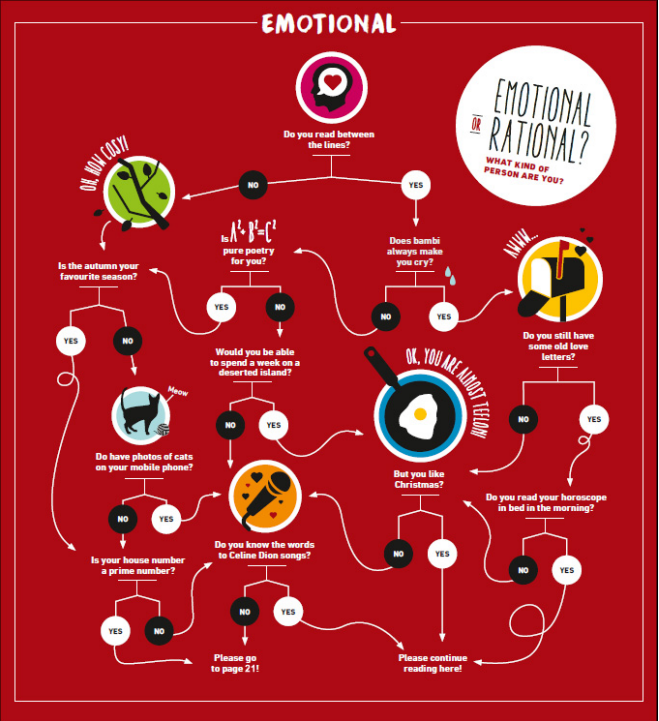 EMOTIONAL
EMOTIONAL
OR RATIONAL?
WHAT KIND OF
PERSON ARE YOU?
Do you read between
the lines?
NO
YES
OH, HOW COSY!
Is the autumn your
favourite season?
YES
NO
Is A²+B²=C²
pure poetry
for you?
YES
NO
Does bambi
always make
you cry?
NO
YES
AWWW...
Do you still have
some old love
letters?
NO
YES
Would you be able
to spend a week on a
deserted island?
NO
YES
OK, YOU ARE ALMOST TEFLON!
But you like
Christmas?
NO
YES
Meow
Do have photos of cats
on your mobile phone?
NO
YES
Do you read your horoscope
in bed in the morning?
NO
YES
Is your house number
a prime number?
YES
NO
Do you know the words
to Celine Dion songs?
NO
YES
Please go
to page 21!
Please continue
reading here!